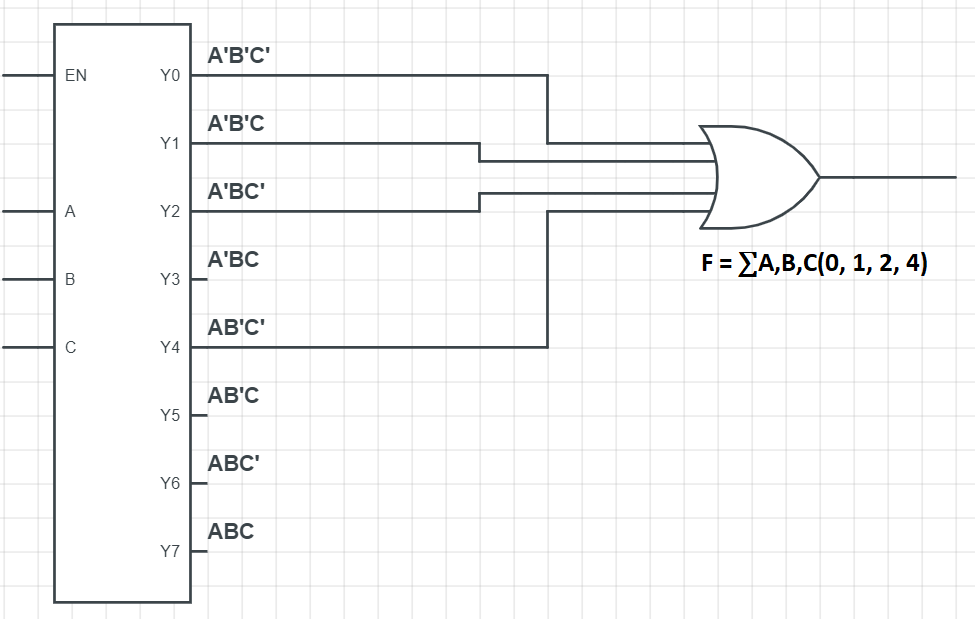 A'B'C'
EN Y0
A'B'C
Y1
A'BC'
A Y2
A'BC
B Y3
F = ∑A,B,C(0, 1, 2, 4)
AB'C'
C Y4
AB'C
Y5
ABC'
Y6
ABC
Y7